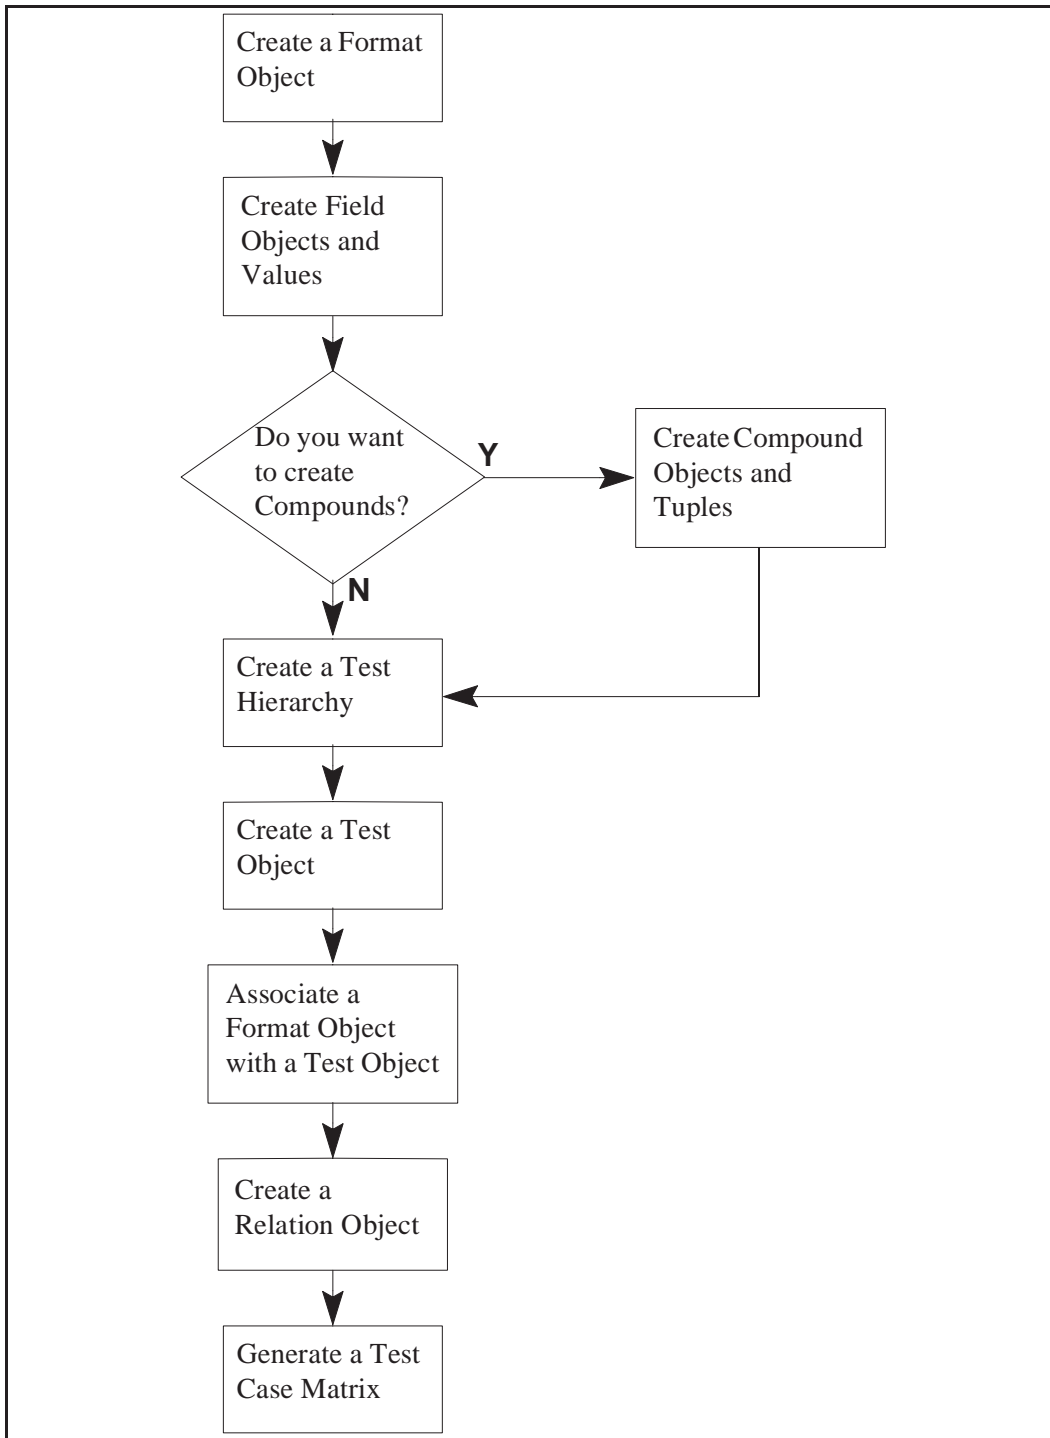 Create a Format
Object
Create Field
Objects and
Values
Do you want
to create
Compounds?
Y
Create Compound
Objects and
Tuples
N
Create a Test
Hierarchy
Create a Test
Object
Associate a
Format Object
with a Test Object
Create a
Relation Object
Generate a Test
Case Matrix